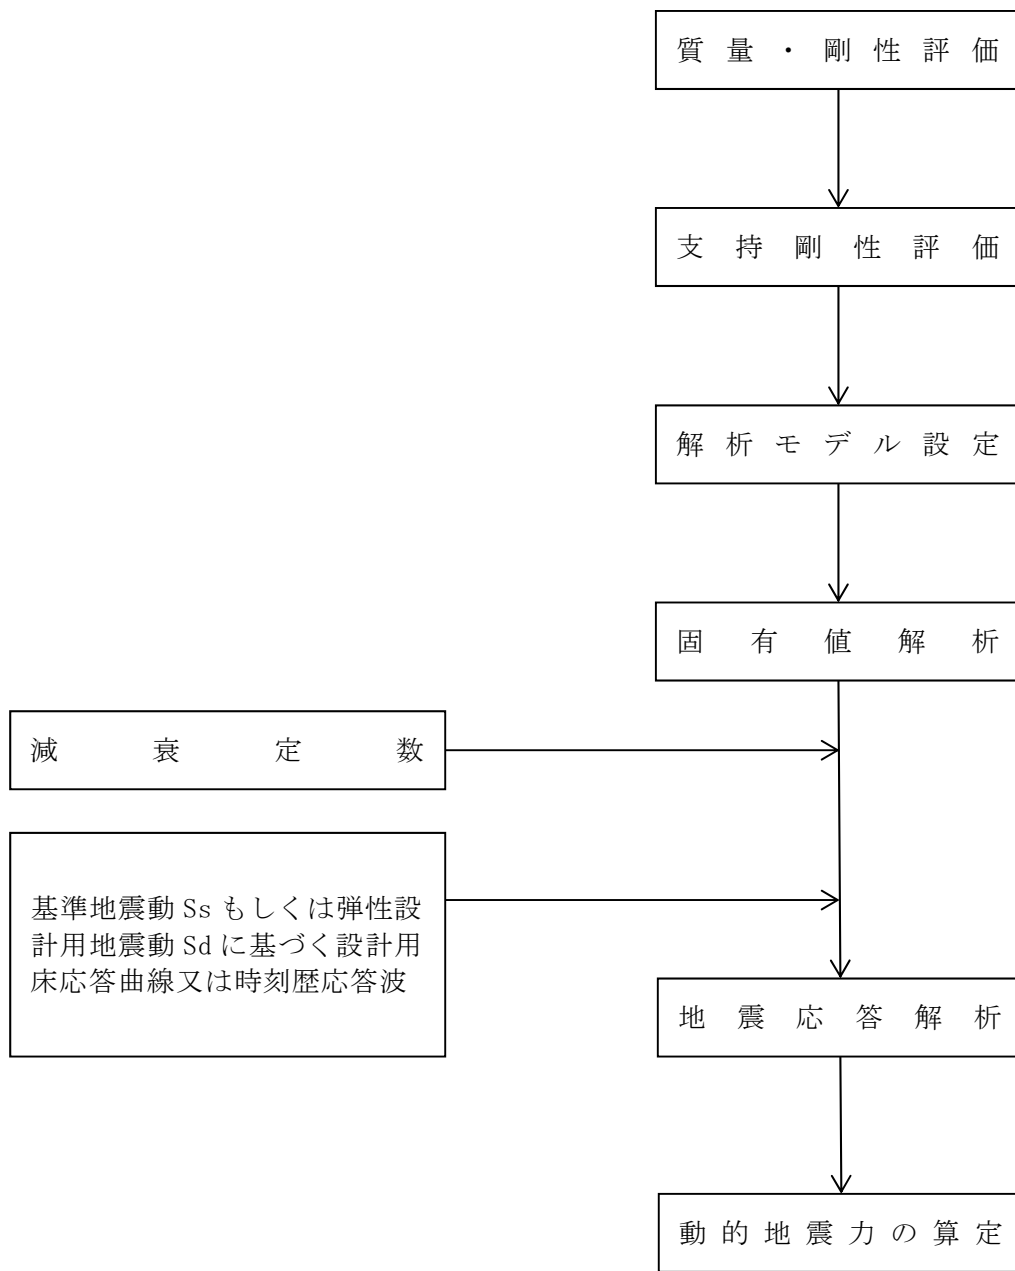 質量・剛性評価
支持剛性評価
解析モデル設定
固有値解析
減衰定数
基準地震動 Ss もしくは弾性設
計用地震動 Sd に基づく設計用
床応答曲線又は時刻歴応答波
地震応答解析
動的地震力の算定